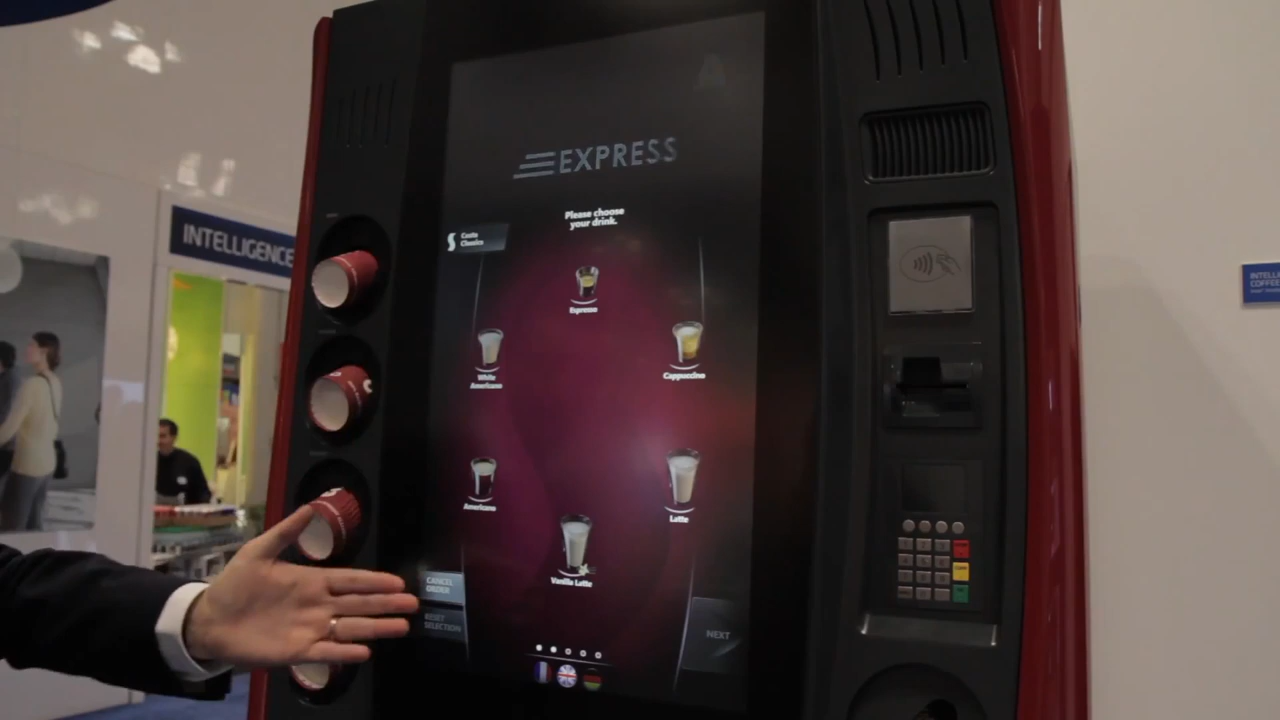 EXPRESS
Please choose
your drink.
Costa
Classics
Espresso
White
Americano
Cappuccino
Americano
Latte
Vanilla Latte
CANCEL
ORDER
RESET
SELECTION
NEXT
INTELLIGENCE